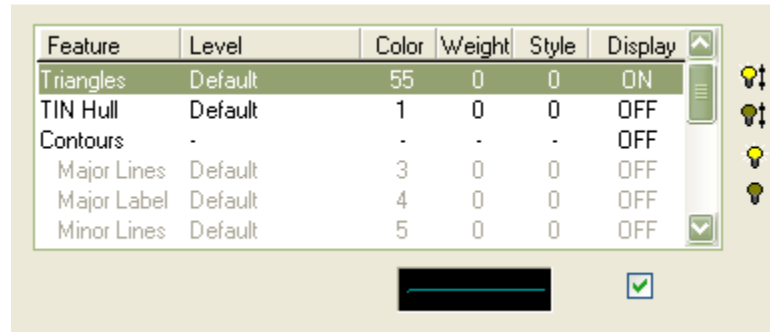 Feature Level Color Weight Style Display
Triangles Default 55 0 0 ON
TIN Hull Default 1 0 0 OFF
Contours - - - - OFF
Major Lines Default 3 0 0 OFF
Major Label Default 4 0 0 OFF
Minor Lines Default 5 0 0 OFF